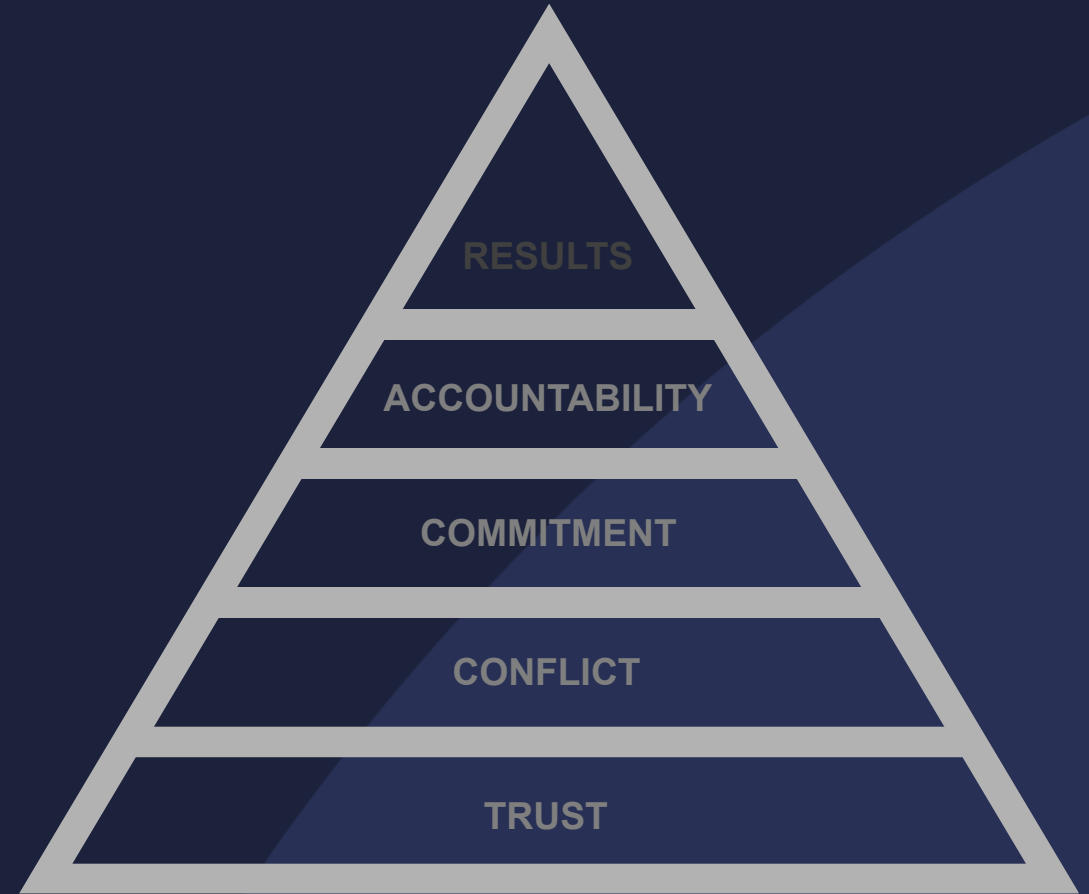 RESULTS
ACCOUNTABILITY
COMMITMENT
CONFLICT
TRUST